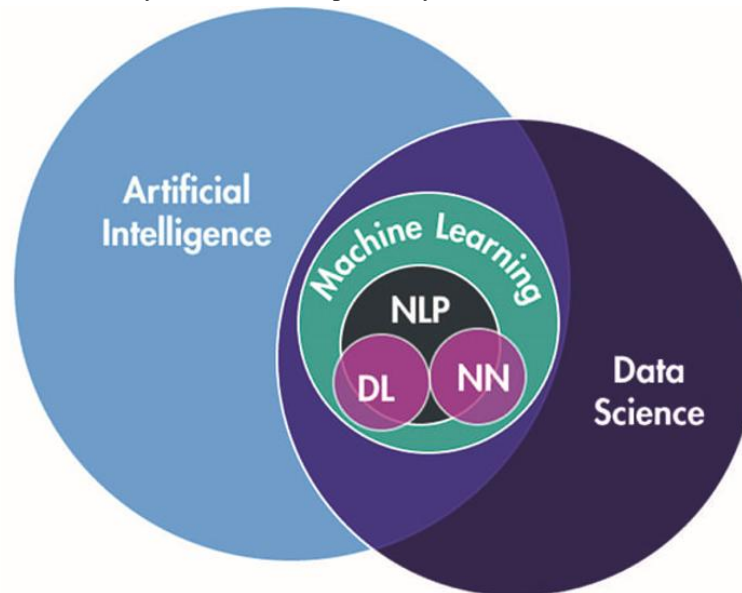 Artificial
Intelligence
Machine Learning
NLP
DL
NN
Data
Science